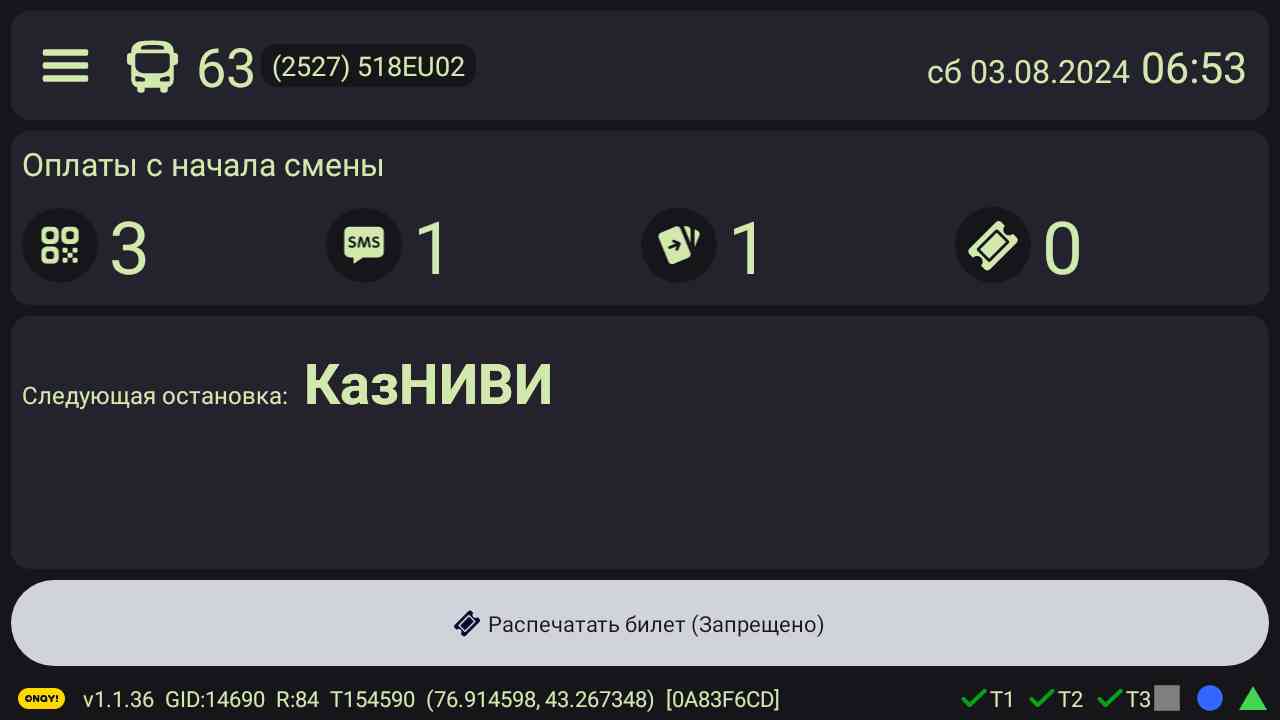 63 (2527) 518EU02 сб 03.08.2024 06:53
Оплаты с начала смены
3 SMS 1 1 0
Следующая остановка: КазНИВИ
Распечатать билет (Запрещено)
ONAY! v1.1.36 GID:14690 R:84 T154590 (76.914598, 43.267348) [0A83F6CD] T1 T2 T3